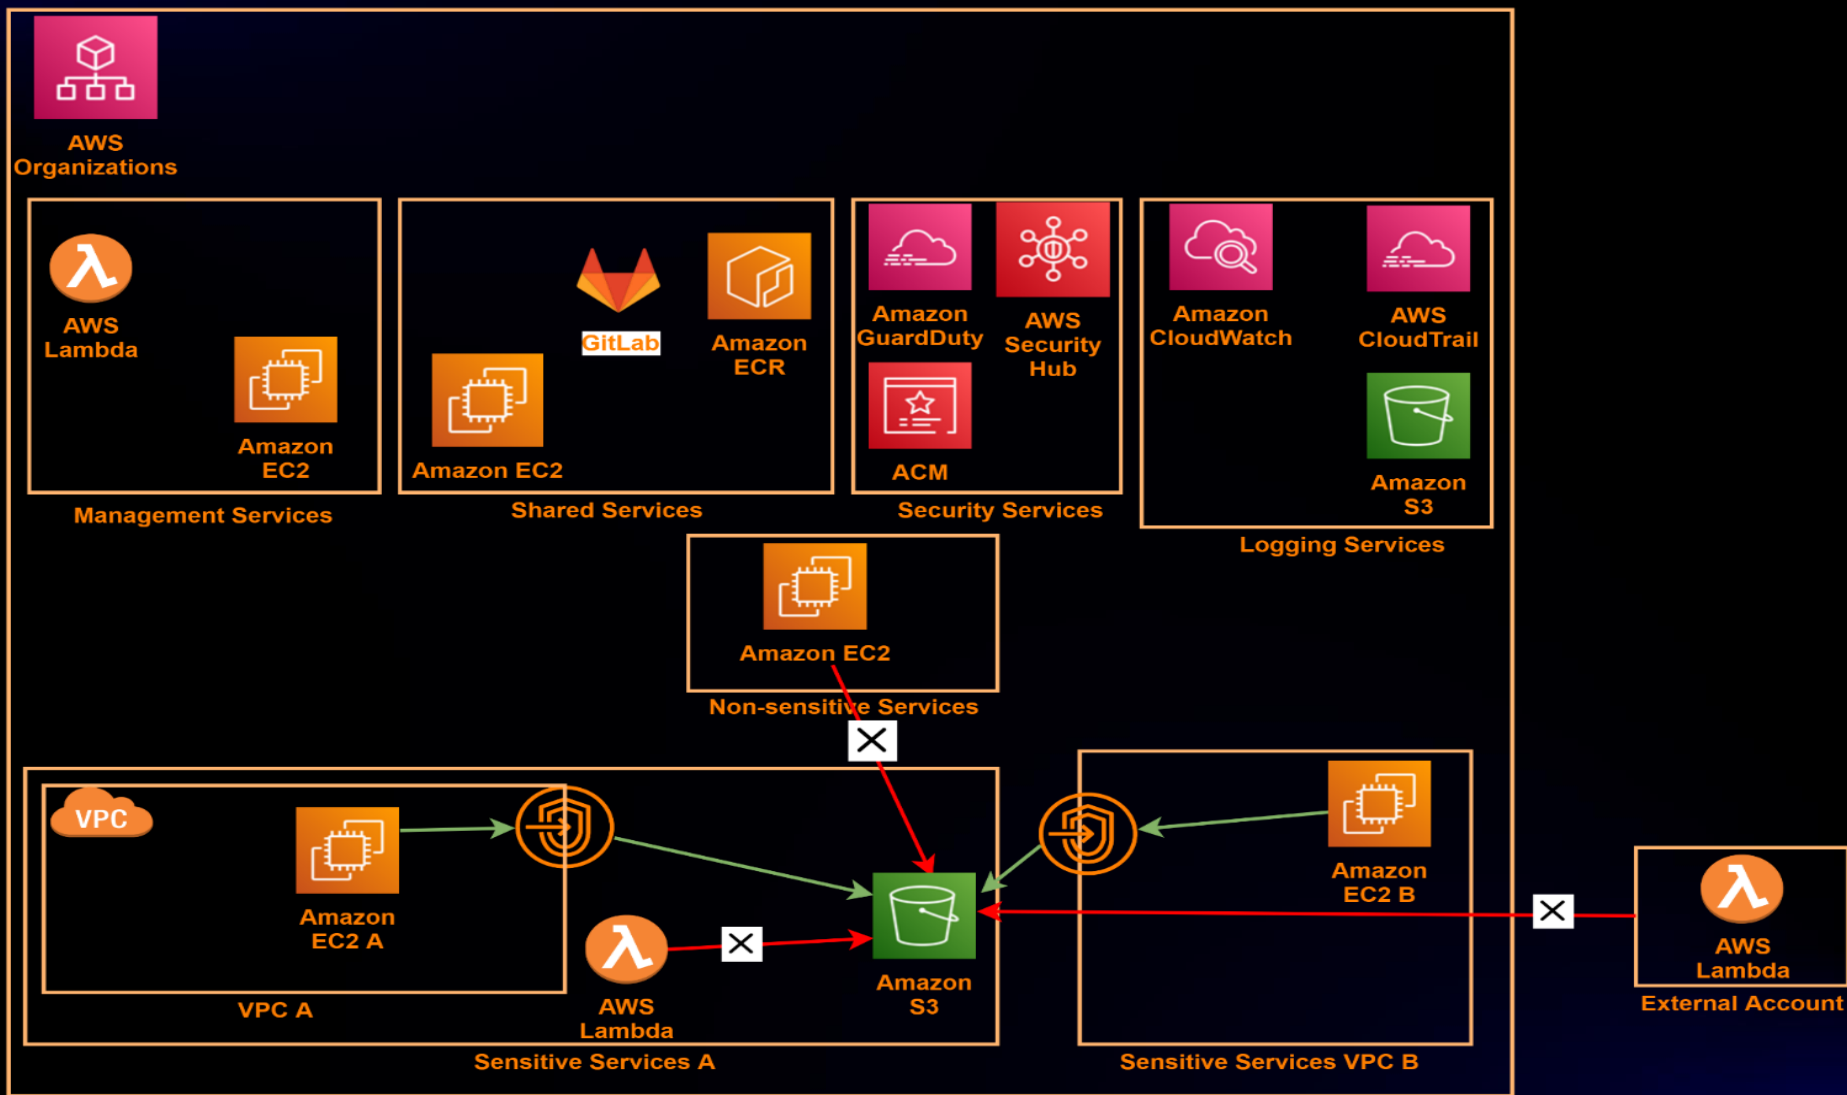 AWS
Organizations
AWS
Lambda
Amazon
EC2
Management Services
GitLab
Amazon
ECR
Amazon EC2
Shared Services
Amazon
GuardDuty
AWS
Security
Hub
ACM
Security Services
Amazon
CloudWatch
AWS
CloudTrail
Amazon
S3
Logging Services
Amazon EC2
Non-sensitive Services
VPC
Amazon
EC2 A
VPC A
AWS
Lambda
Amazon
S3
Sensitive Services A
Amazon
EC2 B
Sensitive Services VPC B
AWS
Lambda
External Account